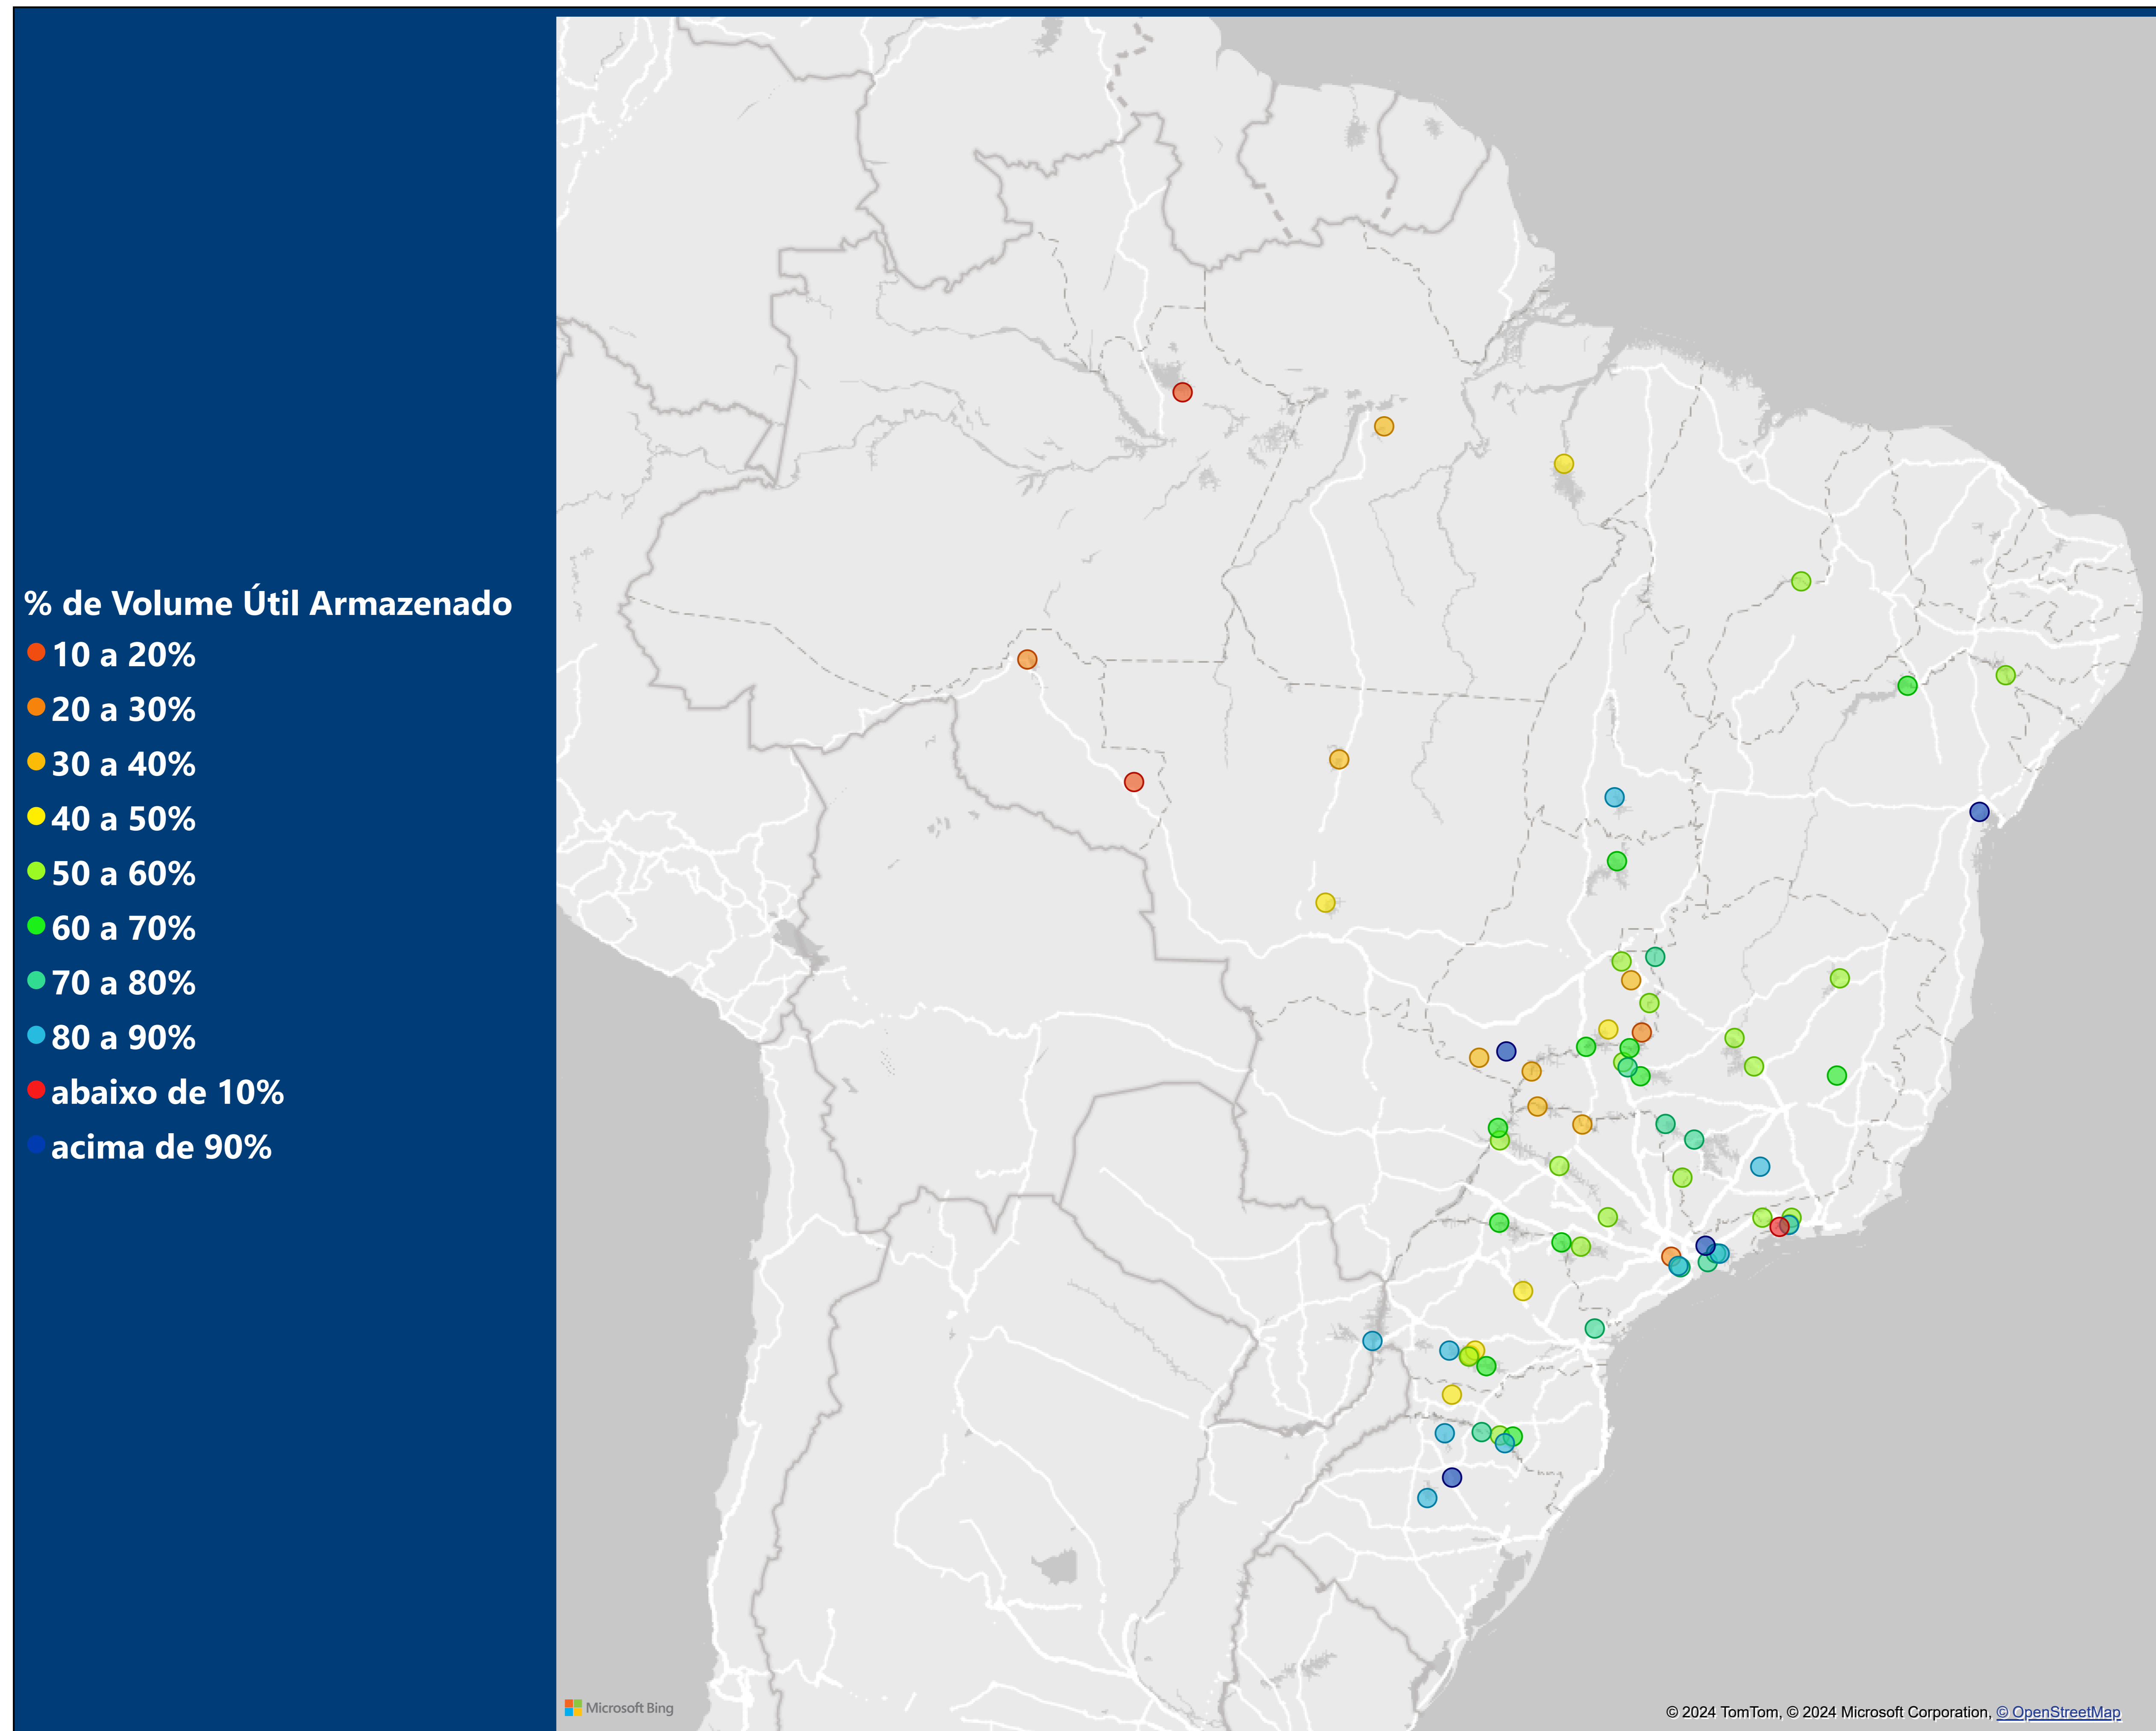 % de Volume Útil Armazenado
10 a 20%
20 a 30%
30 a 40%
40 a 50%
50 a 60%
60 a 70%
70 a 80%
80 a 90%
abaixo de 10%
acima de 90%
Microsoft Bing
© 2024 TomTom, © 2024 Microsoft Corporation, © OpenStreetMap